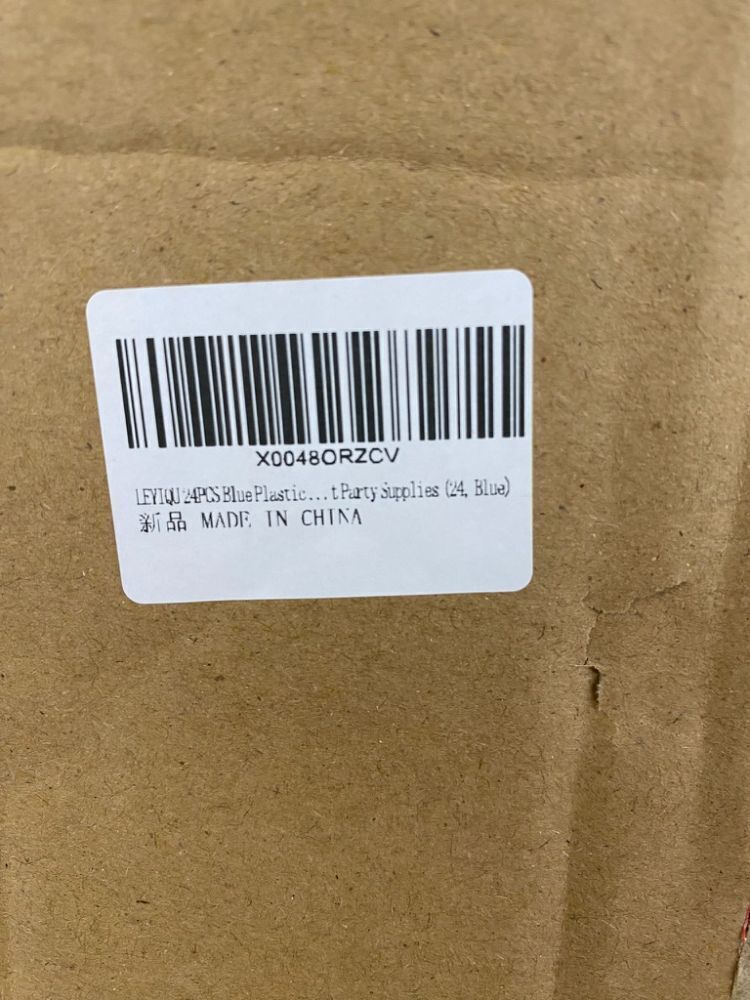 X0048ORZCV
LEYIQU 24PCS Blue Plastic...t Party Supplies (24, Blue)
新品 MADE IN CHINA